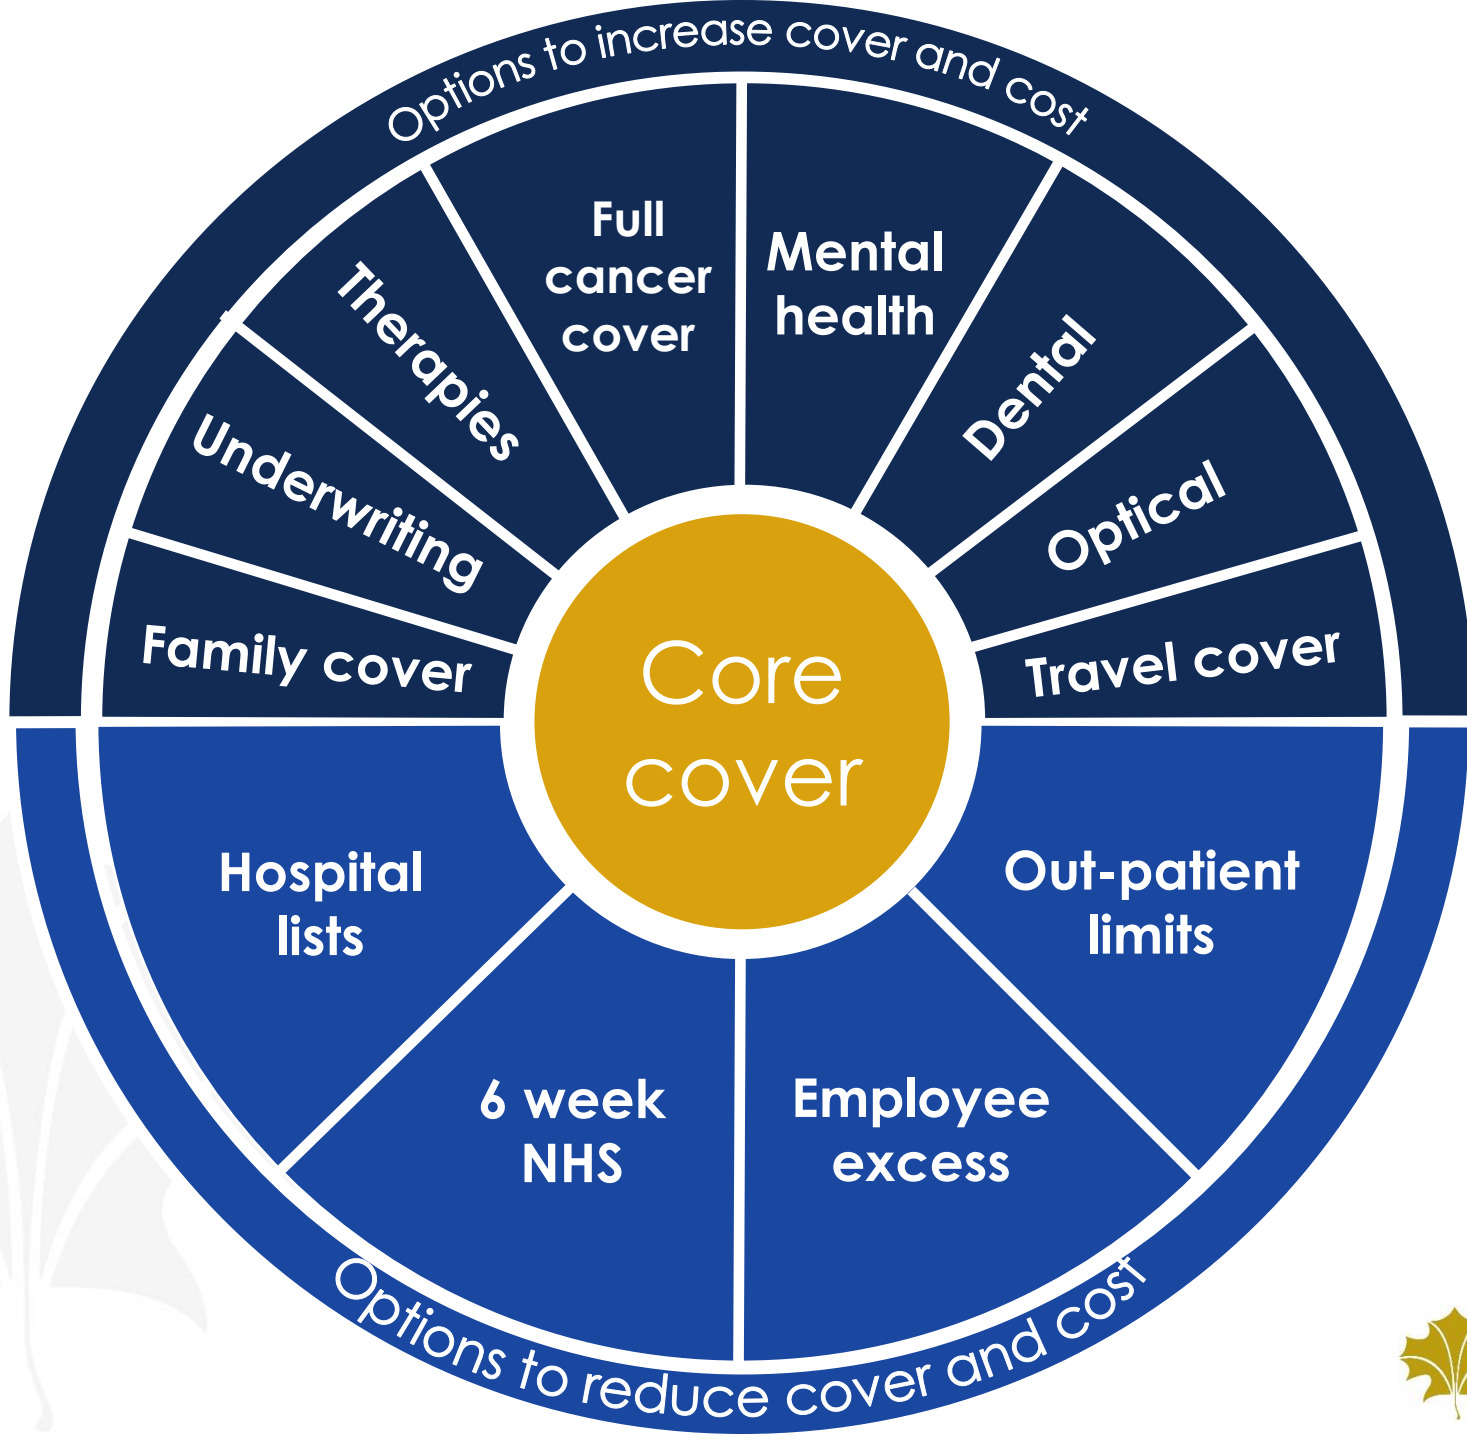 Options to increase cover and cost
Full
cancer
cover
Mental
health
Therapies
Dental
Underwriting
Optical
Family cover
Travel cover
Core
cover
Hospital
lists
Out-patient
limits
6 week
NHS
Employee
excess
Options to reduce cover and cost